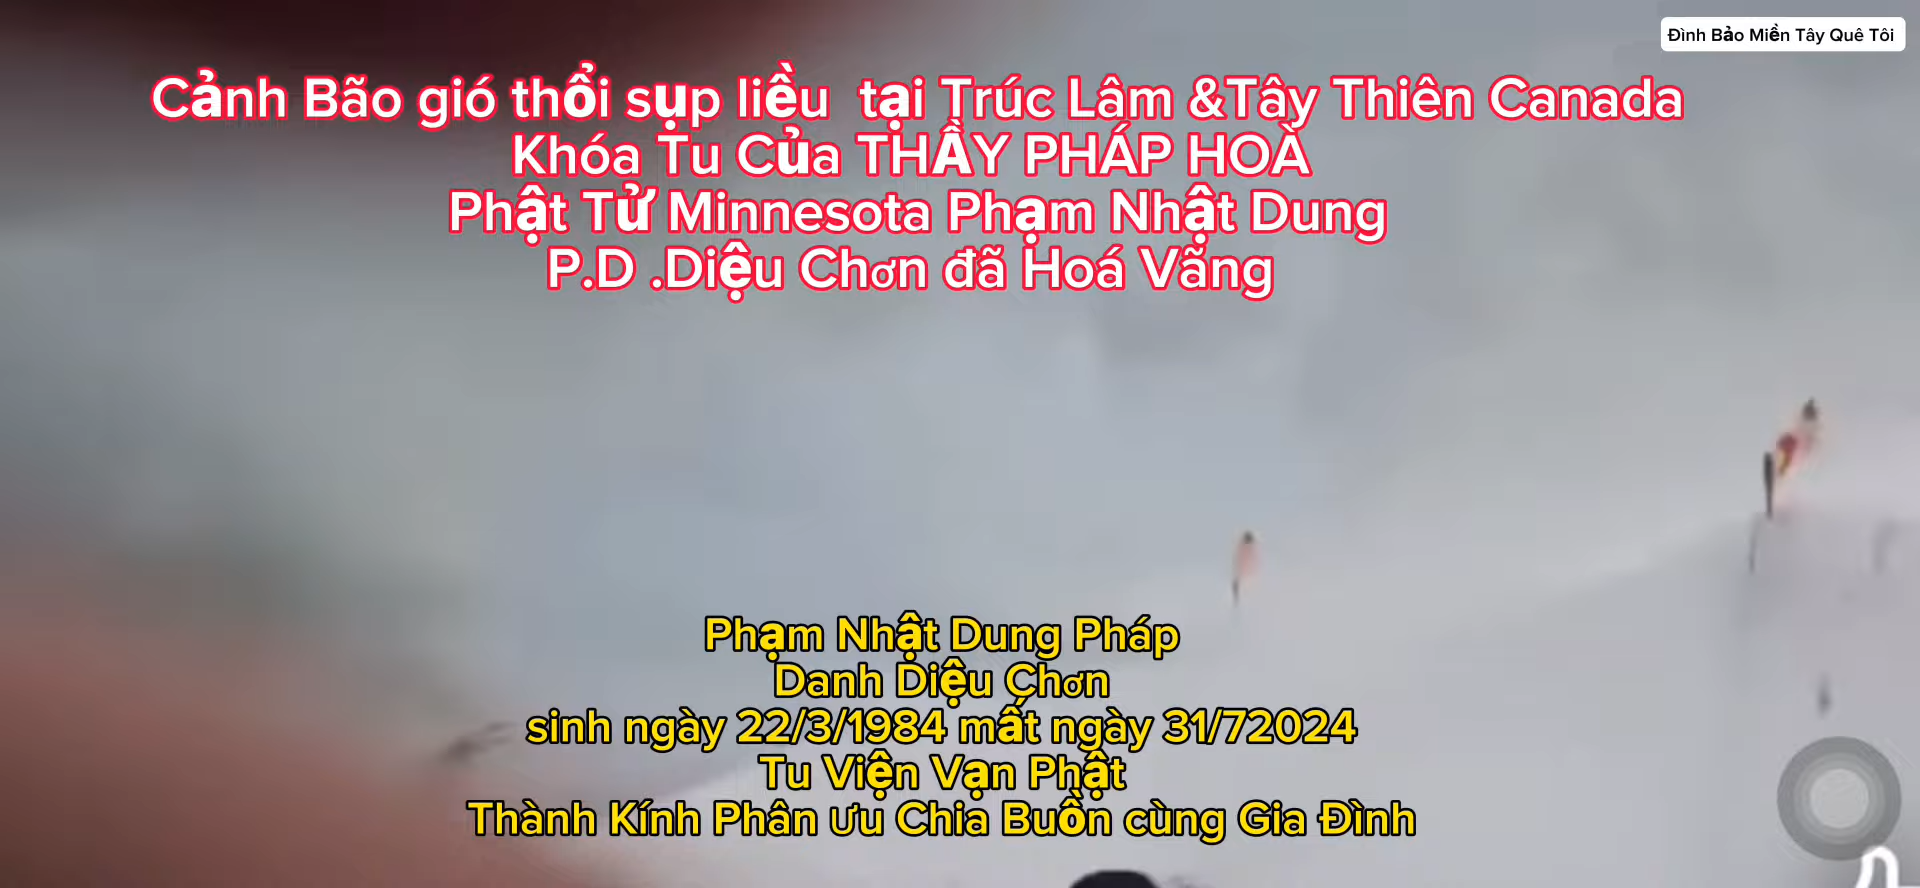 Đình Bảo Miền Tây Quê Tôi
Cảnh Bão gió thổi sụp liều tại Trúc Lâm &Tây Thiên Canada
Khóa Tu Của THẦY PHÁP HOÀ
Phật Tử Minnesota Phạm Nhật Dung
P.D .Diệu Chơn đã Hoá Vãng
Phạm Nhật Dung Pháp
Danh Diệu Chơn
sinh ngày 22/3/1984 mất ngày 31/72024
Tu Viện Vạn Phật
Thành Kính Phân Ưu Chia Buồn cùng Gia Đình